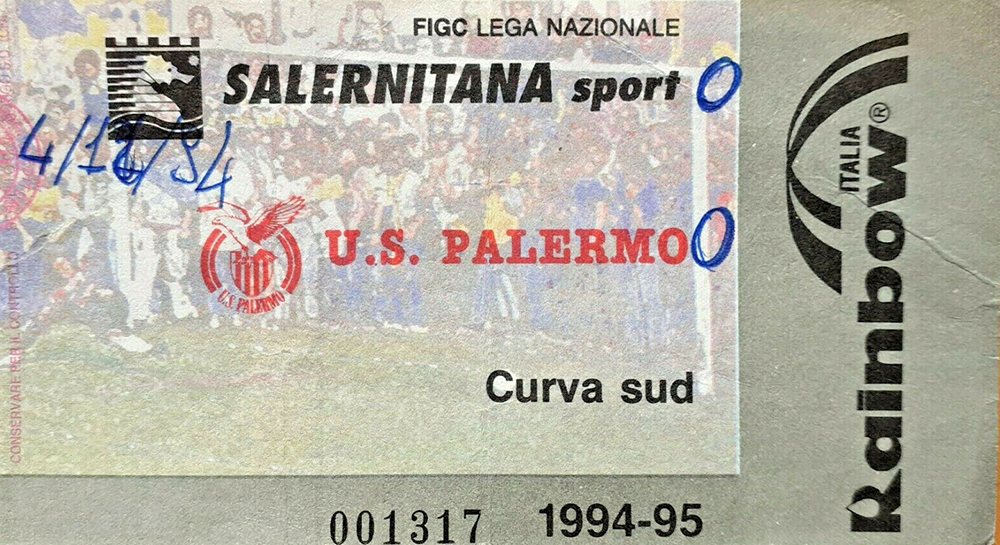 FIGC LEGA NAZIONALE
SALERNITANA sport 0
U.S. PALERMO 0
U.S. PALERMO
Curva sud
001317 1994-95
CONSERVARE PER IL CONTROLLO
Rainbow®
ITALIA